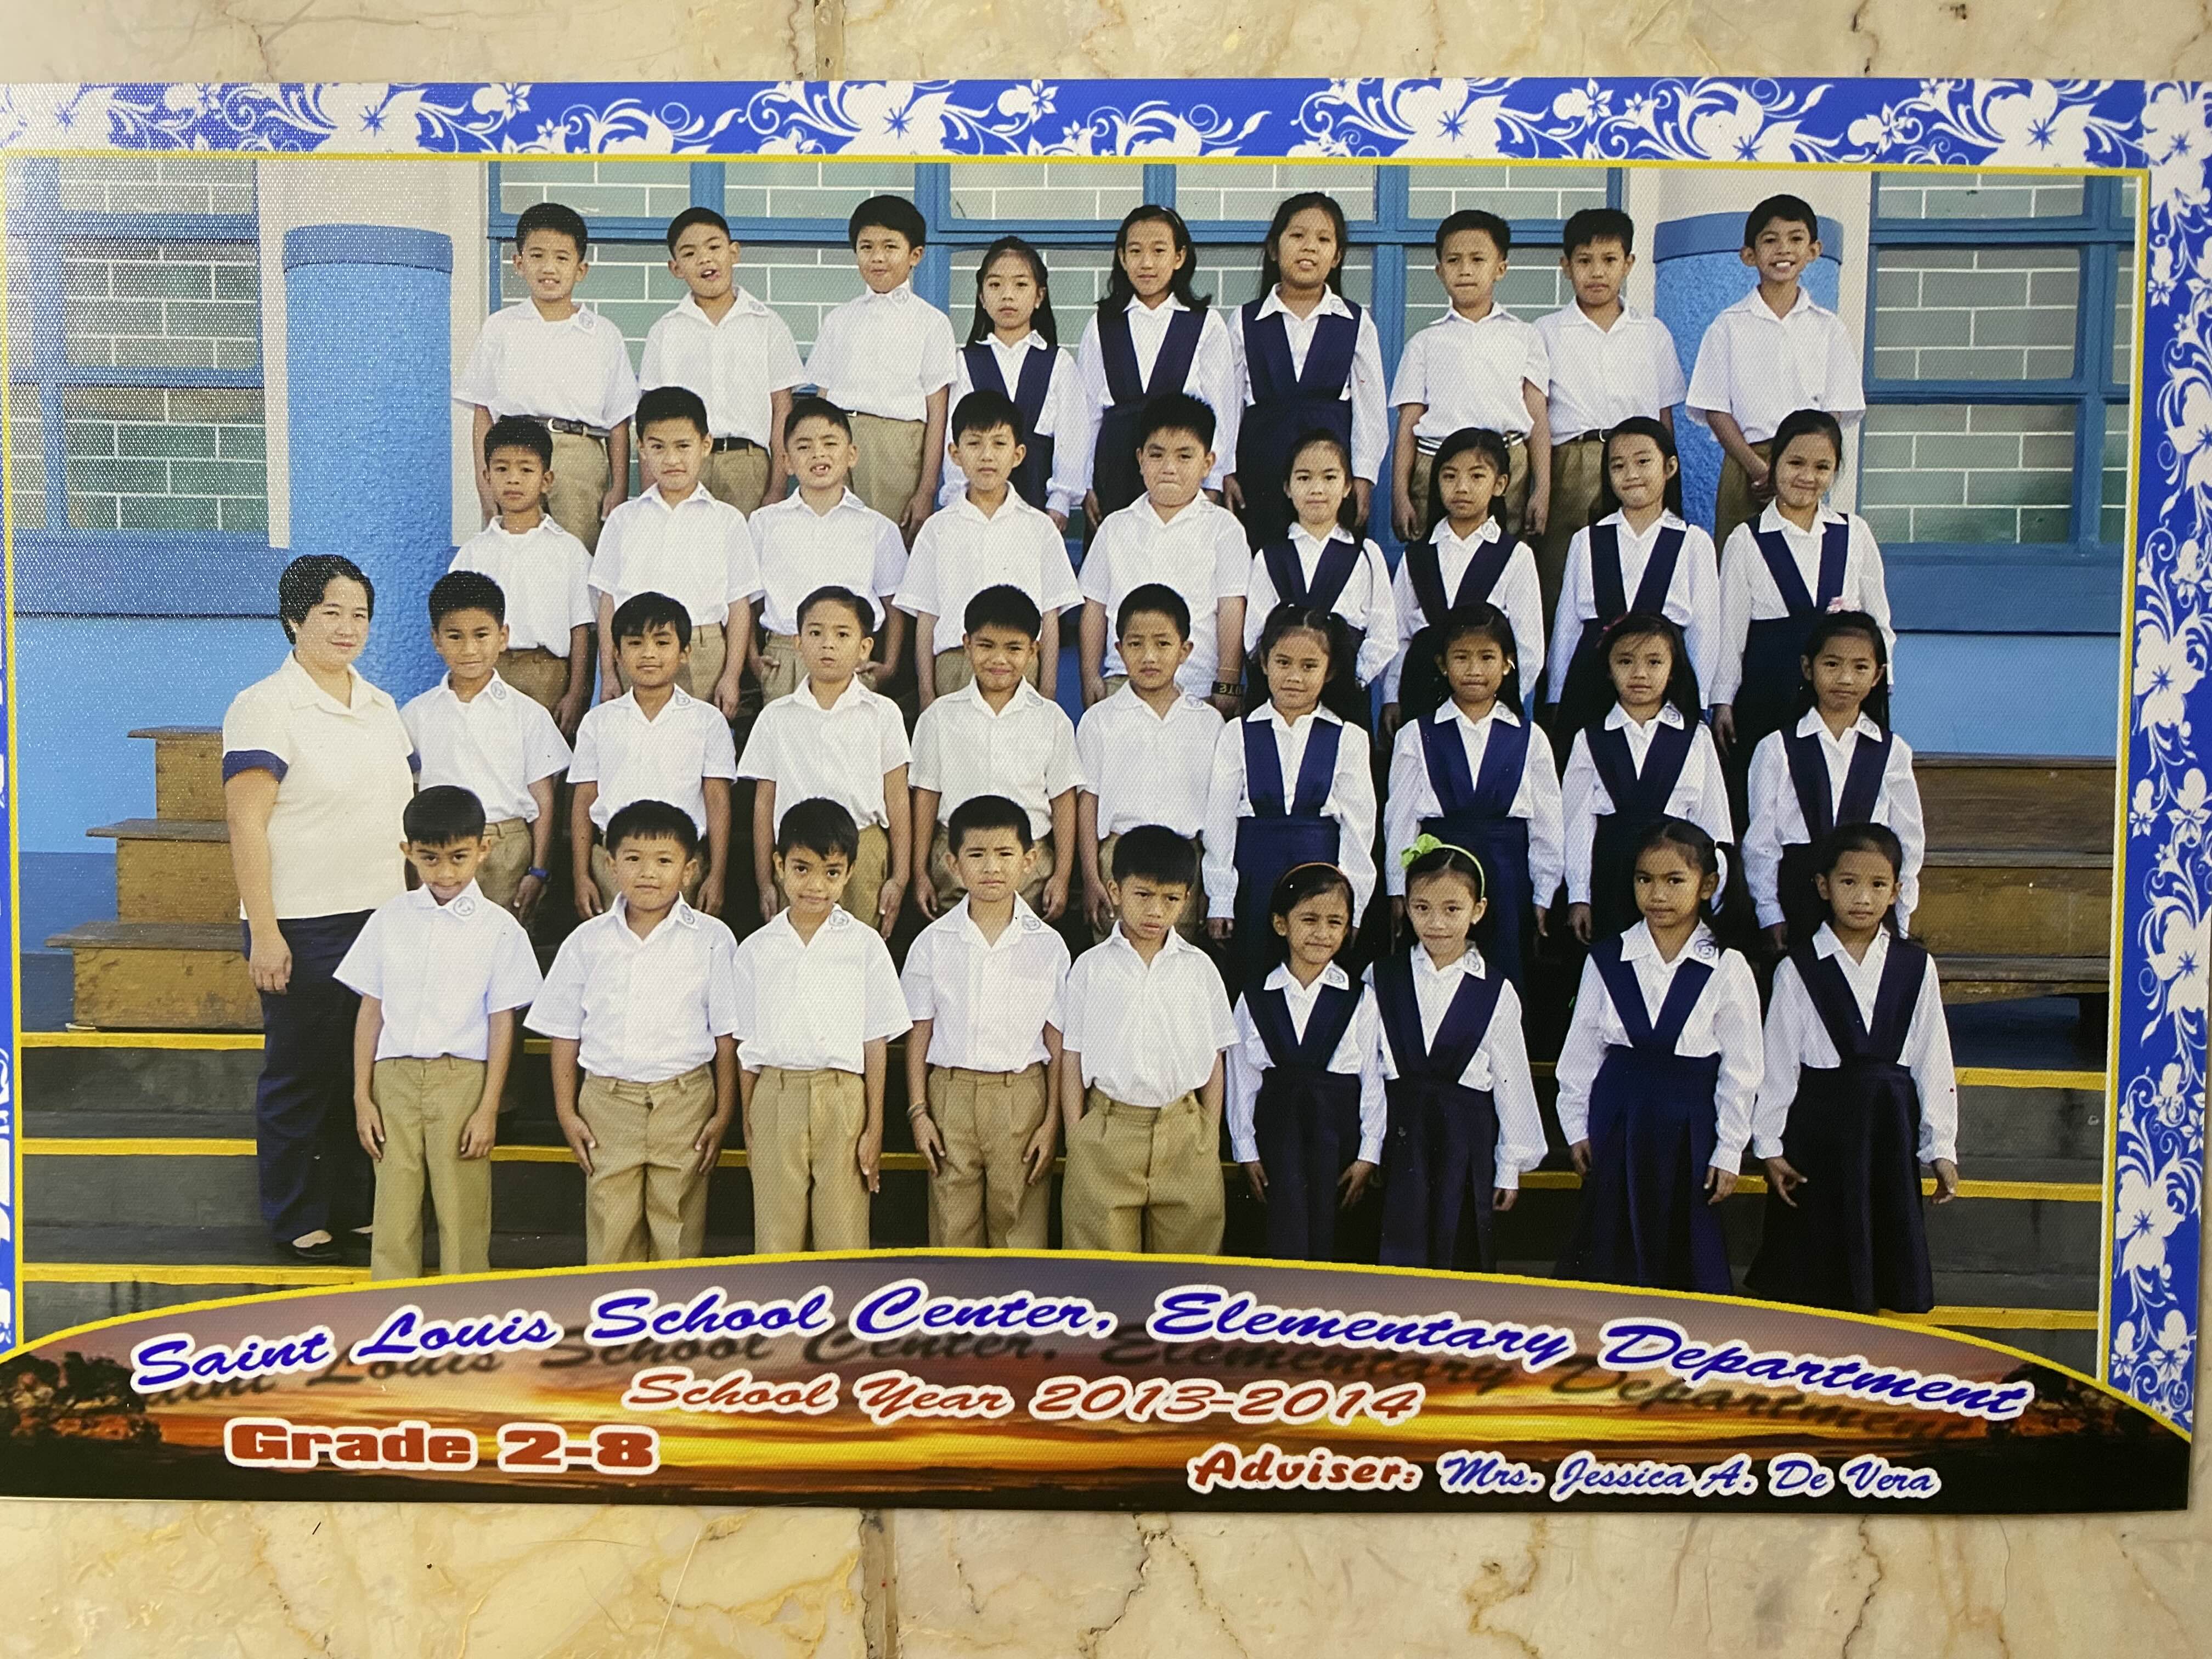 Saint Louis School Center, Elementary Department
School Year 2013-2014
Grade 2-8
Adviser: Mrs. Jessica A. De Vera